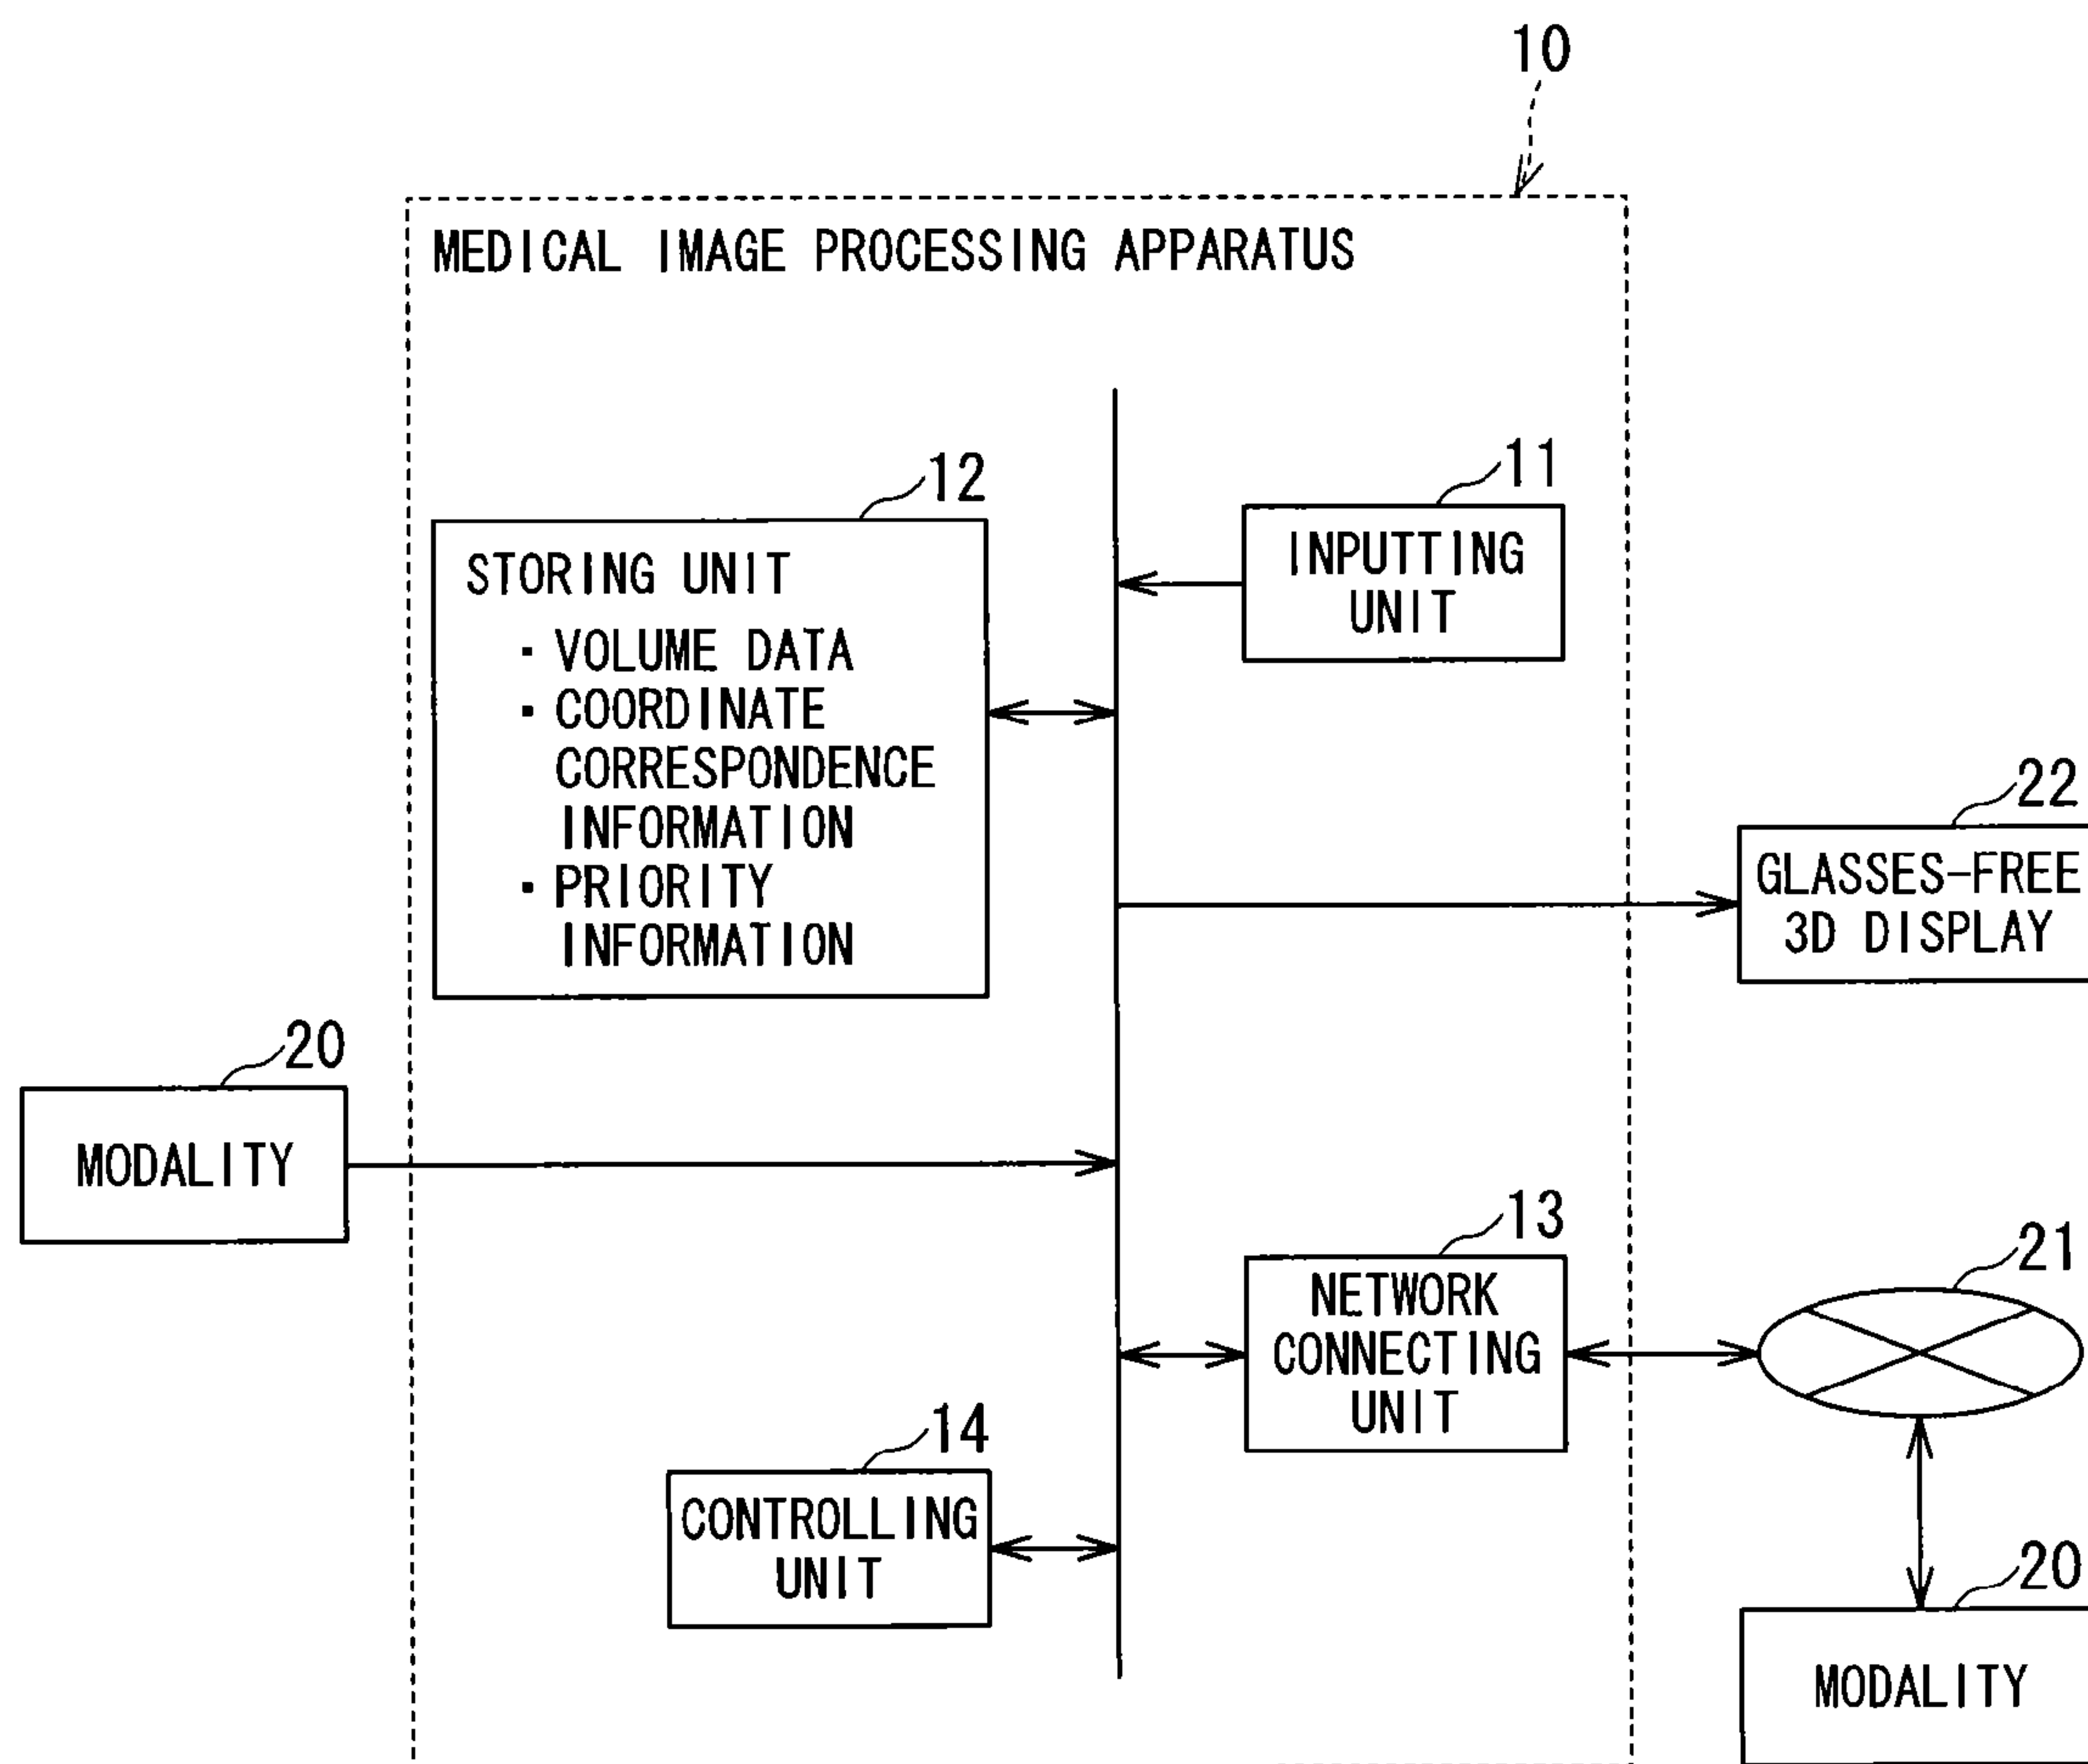 10
MEDICAL IMAGE PROCESSING APPARATUS
12
STORING UNIT
・VOLUME DATA
・COORDINATE
CORRESPONDENCE
INFORMATION
・PRIORITY
INFORMATION
11
INPUTTING
UNIT
22
GLASSES-FREE
3D DISPLAY
20
MODALITY
13
NETWORK
CONNECTING
UNIT
21
14
CONTROLLING
UNIT
20
MODALITY